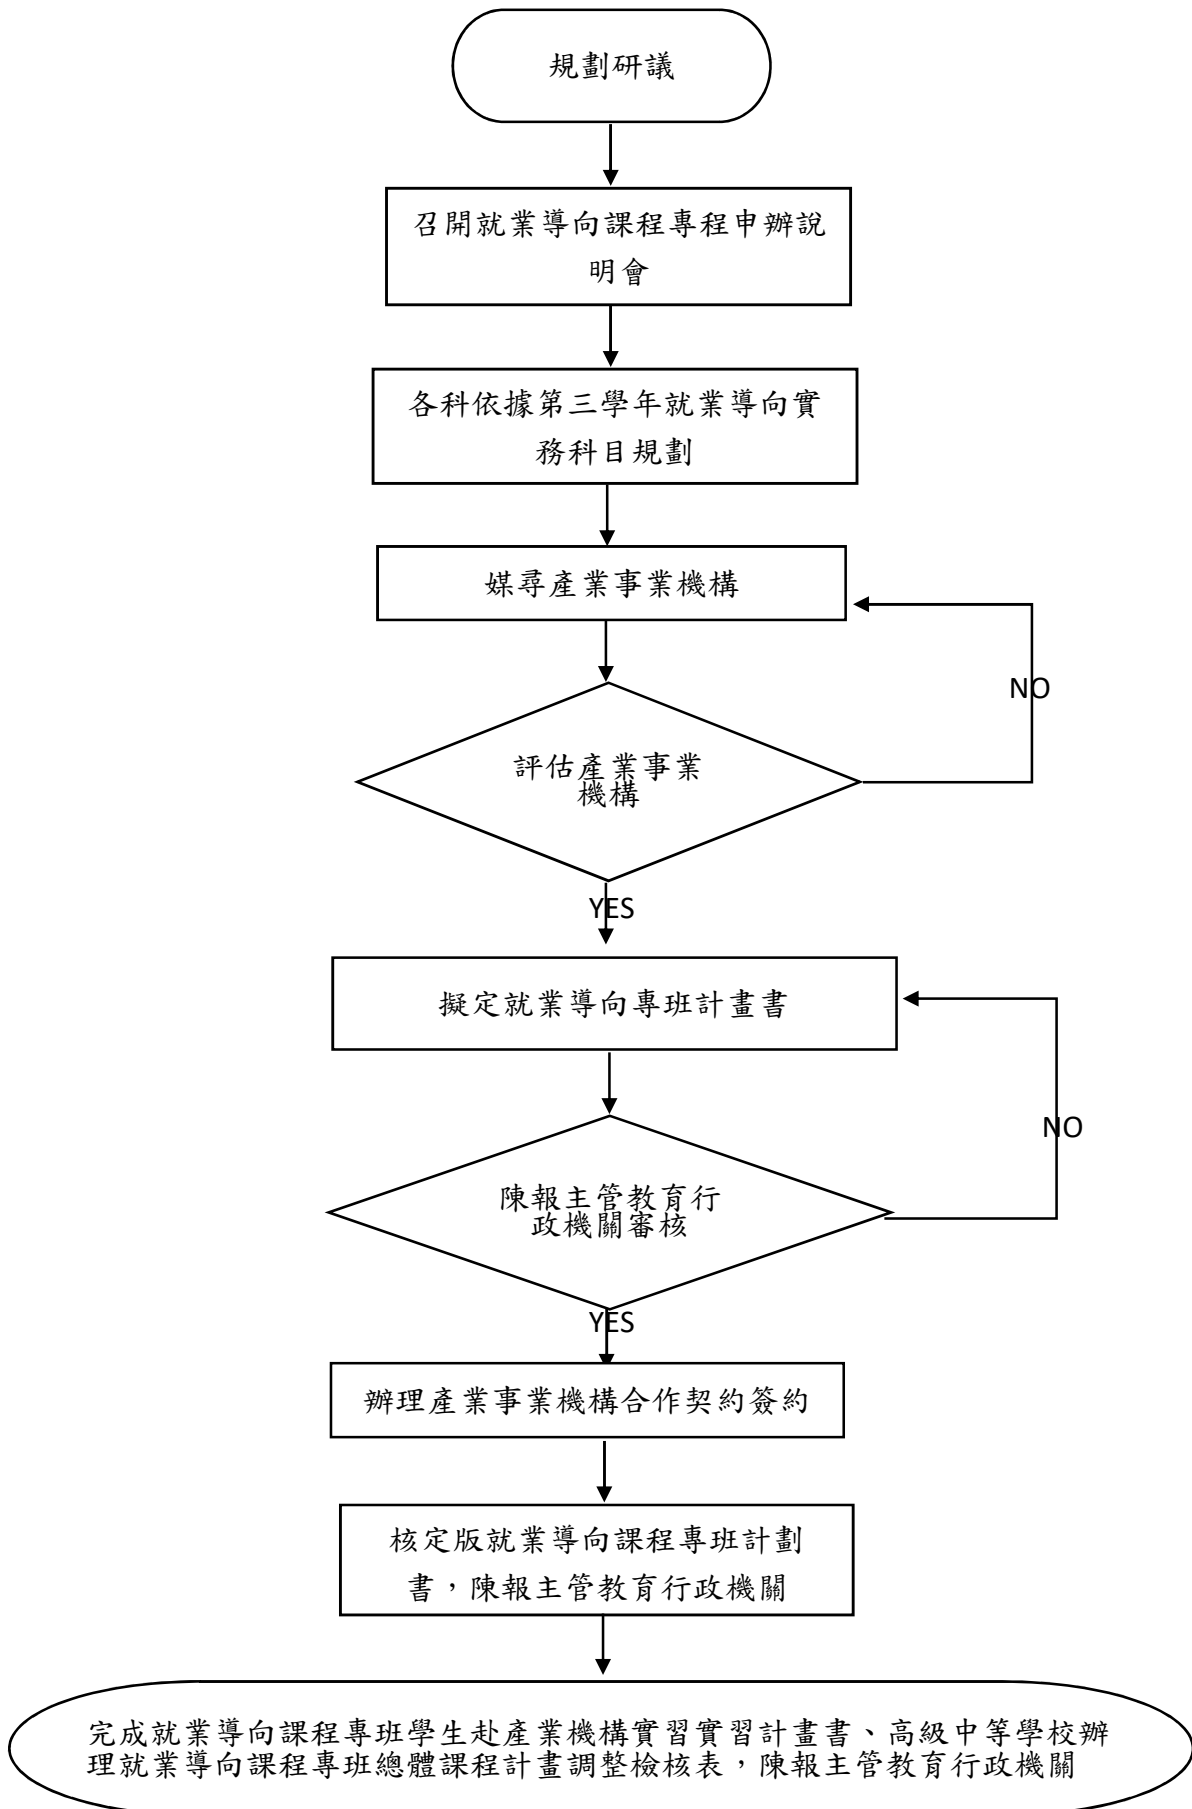 規劃研議
召開就業導向課程專程申辦說
明會
各科依據第三學年就業導向實
務科目規劃
媒尋產業事業機構
NO
評估產業事業
機構
YES
擬定就業導向專班計畫書
NO
陳報主管教育行
政機關審核
YES
辦理產業事業機構合作契約簽約
核定版就業導向課程專班計劃
書，陳報主管教育行政機關
完成就業導向課程專班學生赴產業機構實習實習計畫書、高級中等學校辦
理就業導向課程專班總體課程計畫調整檢核表，陳報主管教育行政機關